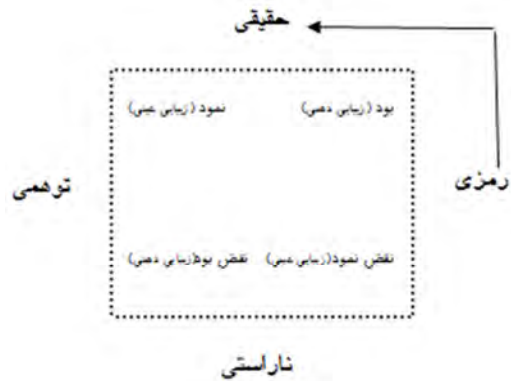 حقیقی
بود (زیبایی ذهنی) نمود (زیبایی عینی)
رمزی توهمی
نقض نمود(زیبایی عینی) نقض بود(زیبایی ذهنی)
ناراستی